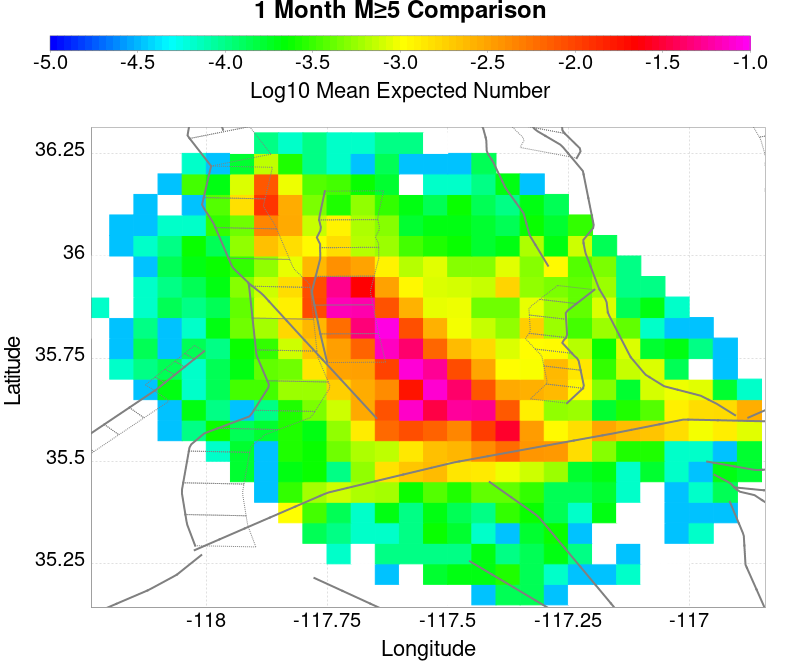 1 Month M≥5 Comparison
-5.0 -4.5 -4.0 -3.5 -3.0 -2.5 -2.0 -1.5 -1.0
Log10 Mean Expected Number
36.25
36
35.75
35.5
35.25
Latitude
-118 -117.75 -117.5 -117.25 -117
Longitude